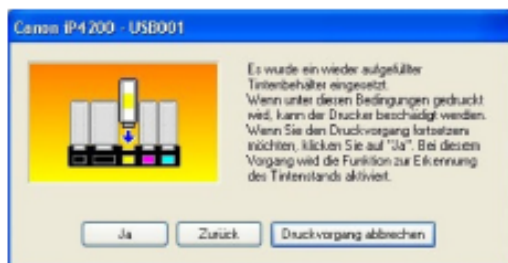 Canon iP4200 - USB001
Es wurde ein wieder aufgefüllter
Tintenbehälter eingesetzt.
Wenn unter diesen Bedingungen gedruckt
wird, kann der Drucker beschädigt werden.
Wenn Sie den Druckvorgang fortsetzen
möchten, klicken Sie auf "Ja". Bei diesem
Vorgang wird die Funktion zur Erkennung
des Tintenstands aktiviert.
Ja
Zurück
Druckvorgang abbrechen